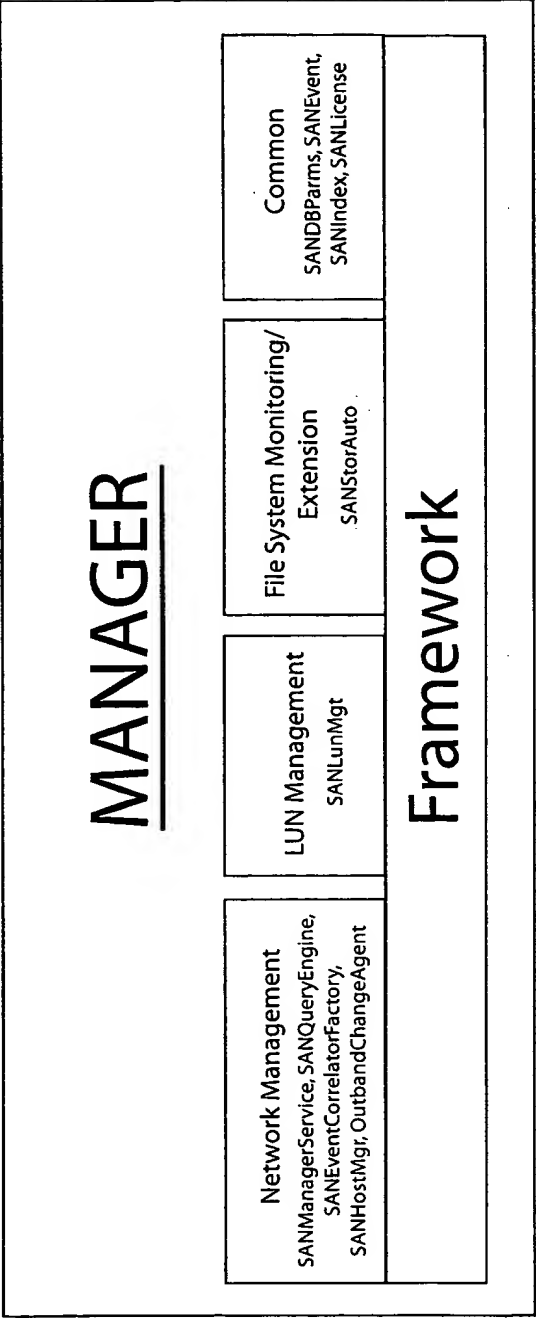 MANAGER
Network Management
SANManagerService, SANQueryEngine,
SANEventCorrelatorFactory,
SANHostMgr, OutbandChangeAgent
LUN Management
SANLunMgt
File System Monitoring/
Extension
SANStorAuto
Common
SANDBParms, SANEvent,
SANIndex, SANLicense
Framework